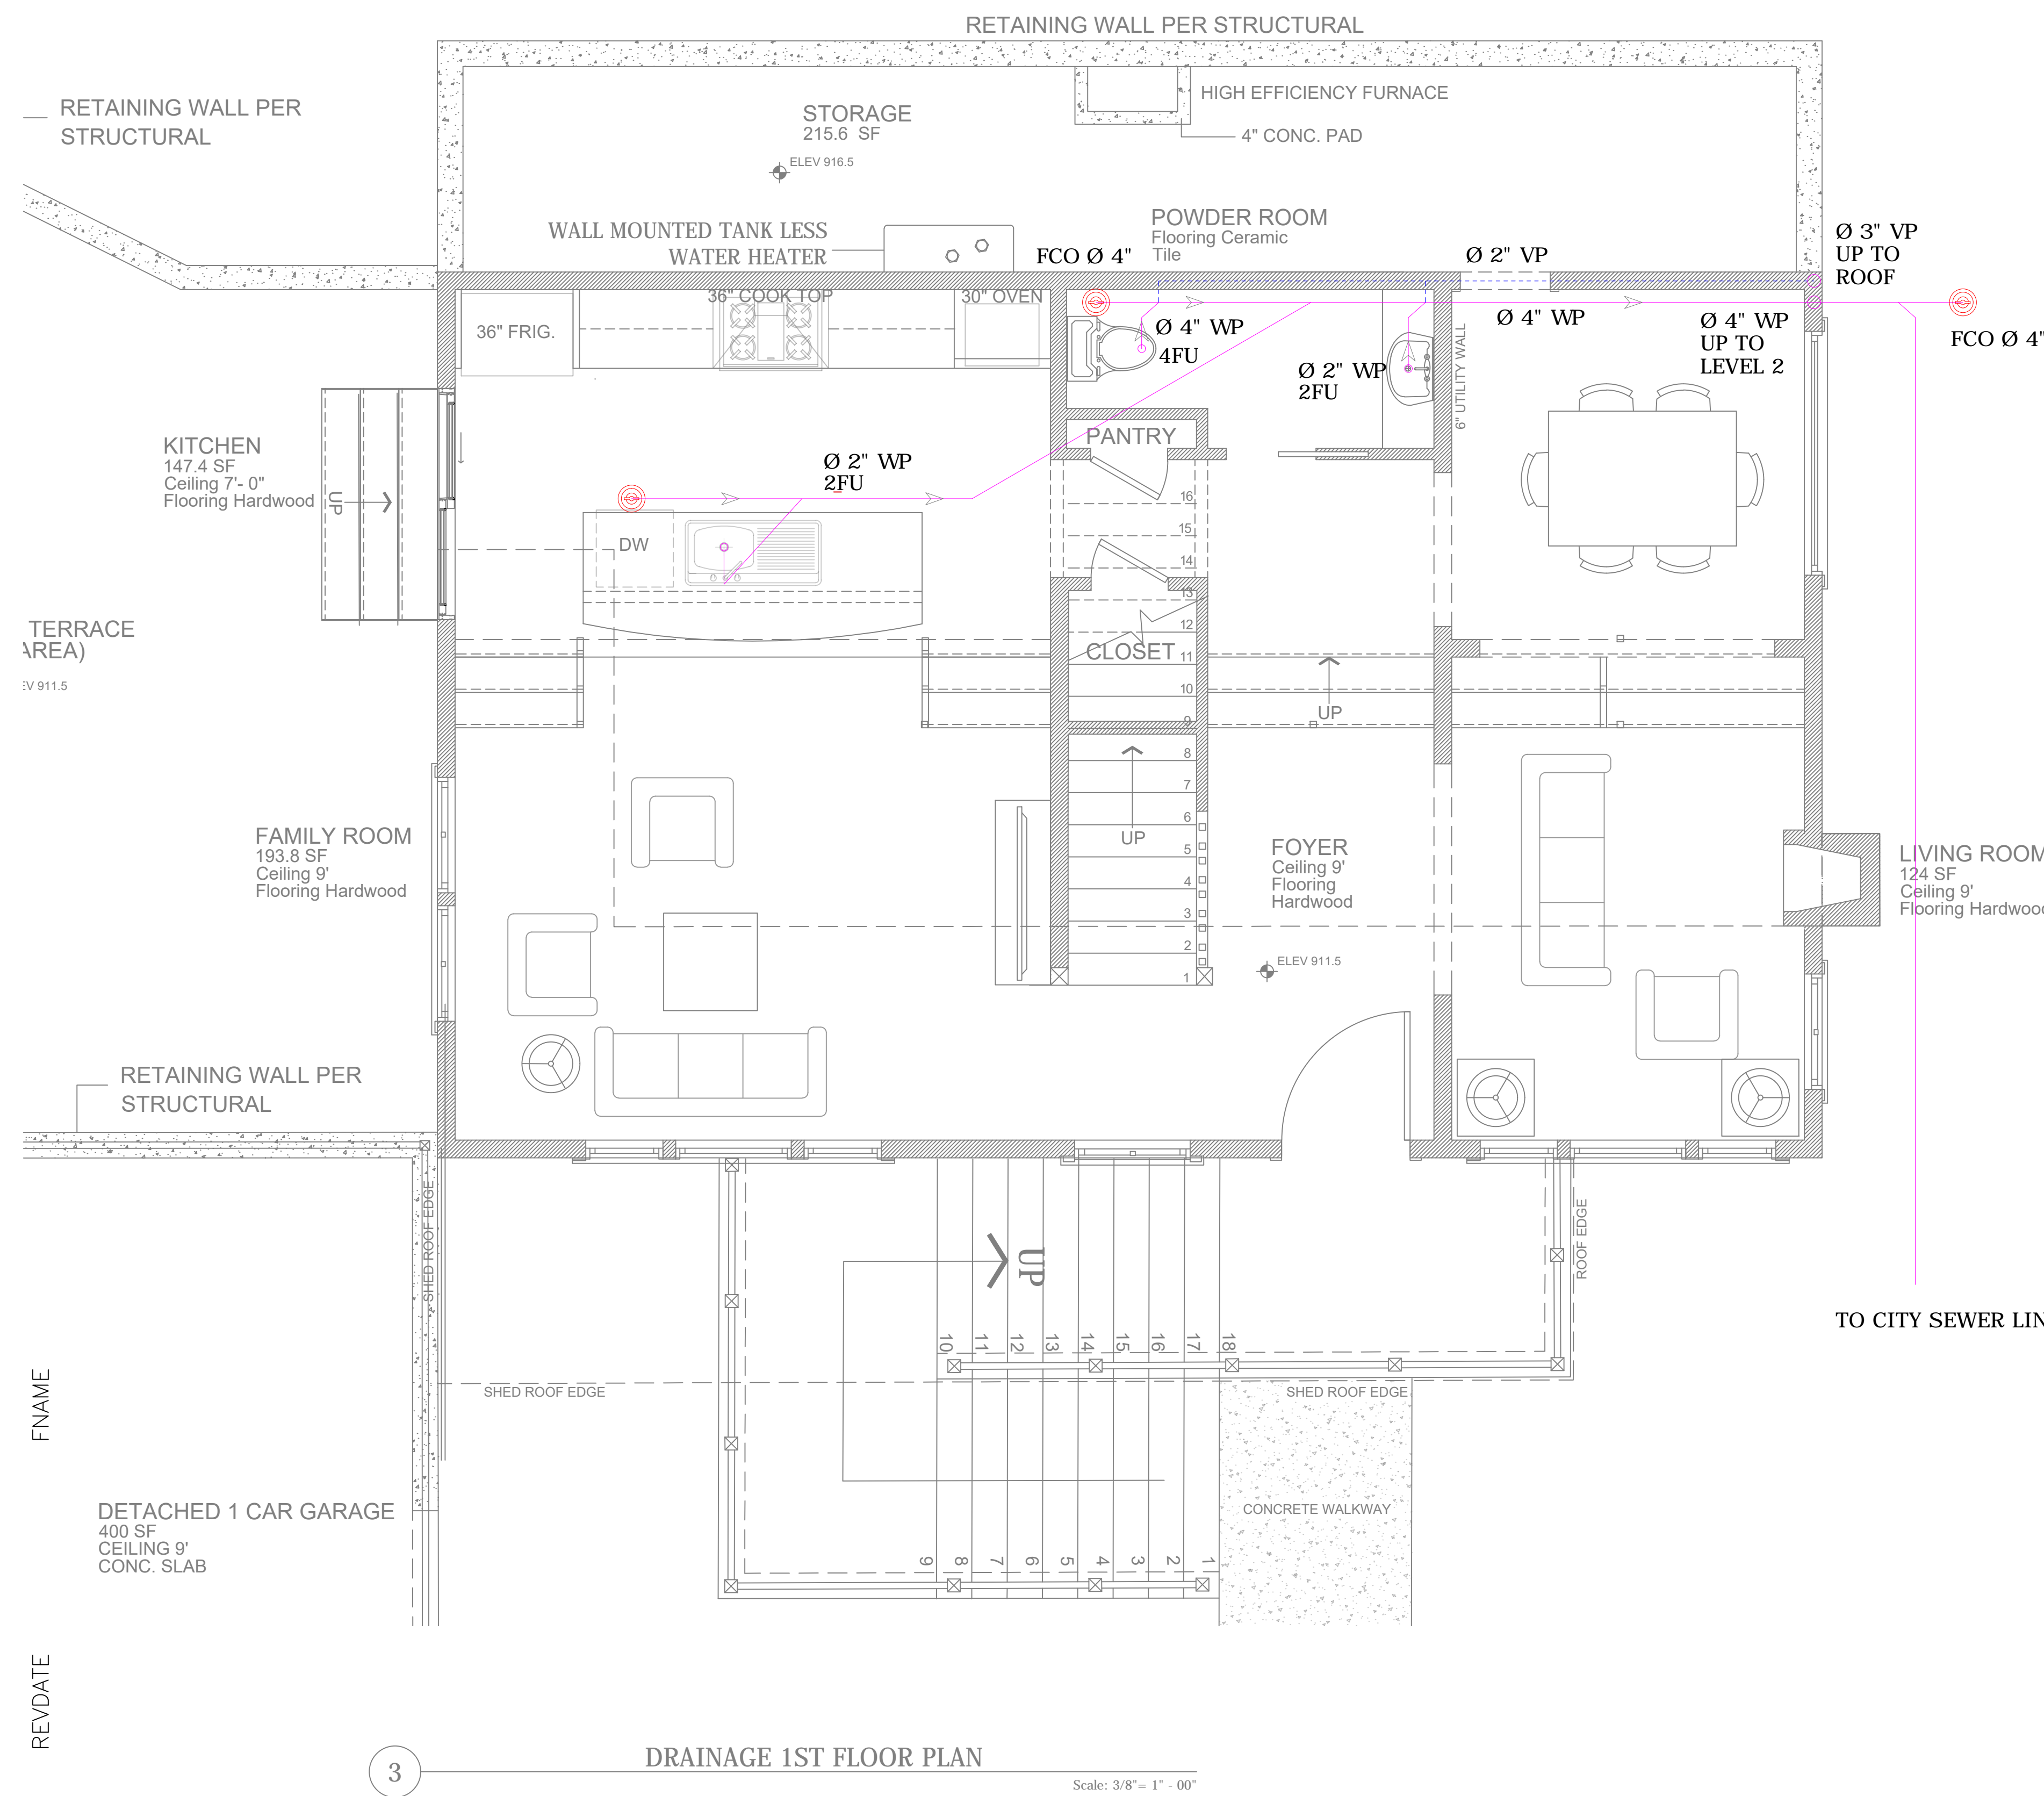 RETAINING WALL PER STRUCTURAL
RETAINING WALL PER
STRUCTURAL
STORAGE
215.6 SF
ELEV 916.5
HIGH EFFICIENCY FURNACE
4" CONC. PAD
WALL MOUNTED TANK LESS
WATER HEATER
POWDER ROOM
Flooring Ceramic
Tile
FCO Ø 4"
Ø 2" VP
Ø 3" VP
UP TO
ROOF
36" COOK TOP
30" OVEN
36" FRIG.
Ø 4" WP
4FU
Ø 2" WP
2FU
6" UTILITY WALL
Ø 4" WP
Ø 4" WP
UP TO
LEVEL 2
FCO Ø 4"
KITCHEN
147.4 SF
Ceiling 7'- 0"
Flooring Hardwood
UP
PANTRY
Ø 2" WP
2FU
DW
16
15
14
13
12
11
10
9
8
7
6
5
4
3
2
1
CLOSET
UP
UP
TERRACE
AREA)
EV 911.5
FAMILY ROOM
193.8 SF
Ceiling 9'
Flooring Hardwood
FOYER
Ceiling 9'
Flooring
Hardwood
ELEV 911.5
LIVING ROOM
124 SF
Ceiling 9'
Flooring Hardwood
RETAINING WALL PER
STRUCTURAL
SHED ROOF EDGE
ROOF EDGE
UP
10
11
12
13
14
15
16
17
18
TO CITY SEWER LIN
SHED ROOF EDGE
SHED ROOF EDGE
FNAME
CONCRETE WALKWAY
DETACHED 1 CAR GARAGE
400 SF
CEILING 9'
CONC. SLAB
9
8
7
6
5
4
3
2
1
REVDATE
3
DRAINAGE 1ST FLOOR PLAN
Scale: 3/8"= 1" - 00"